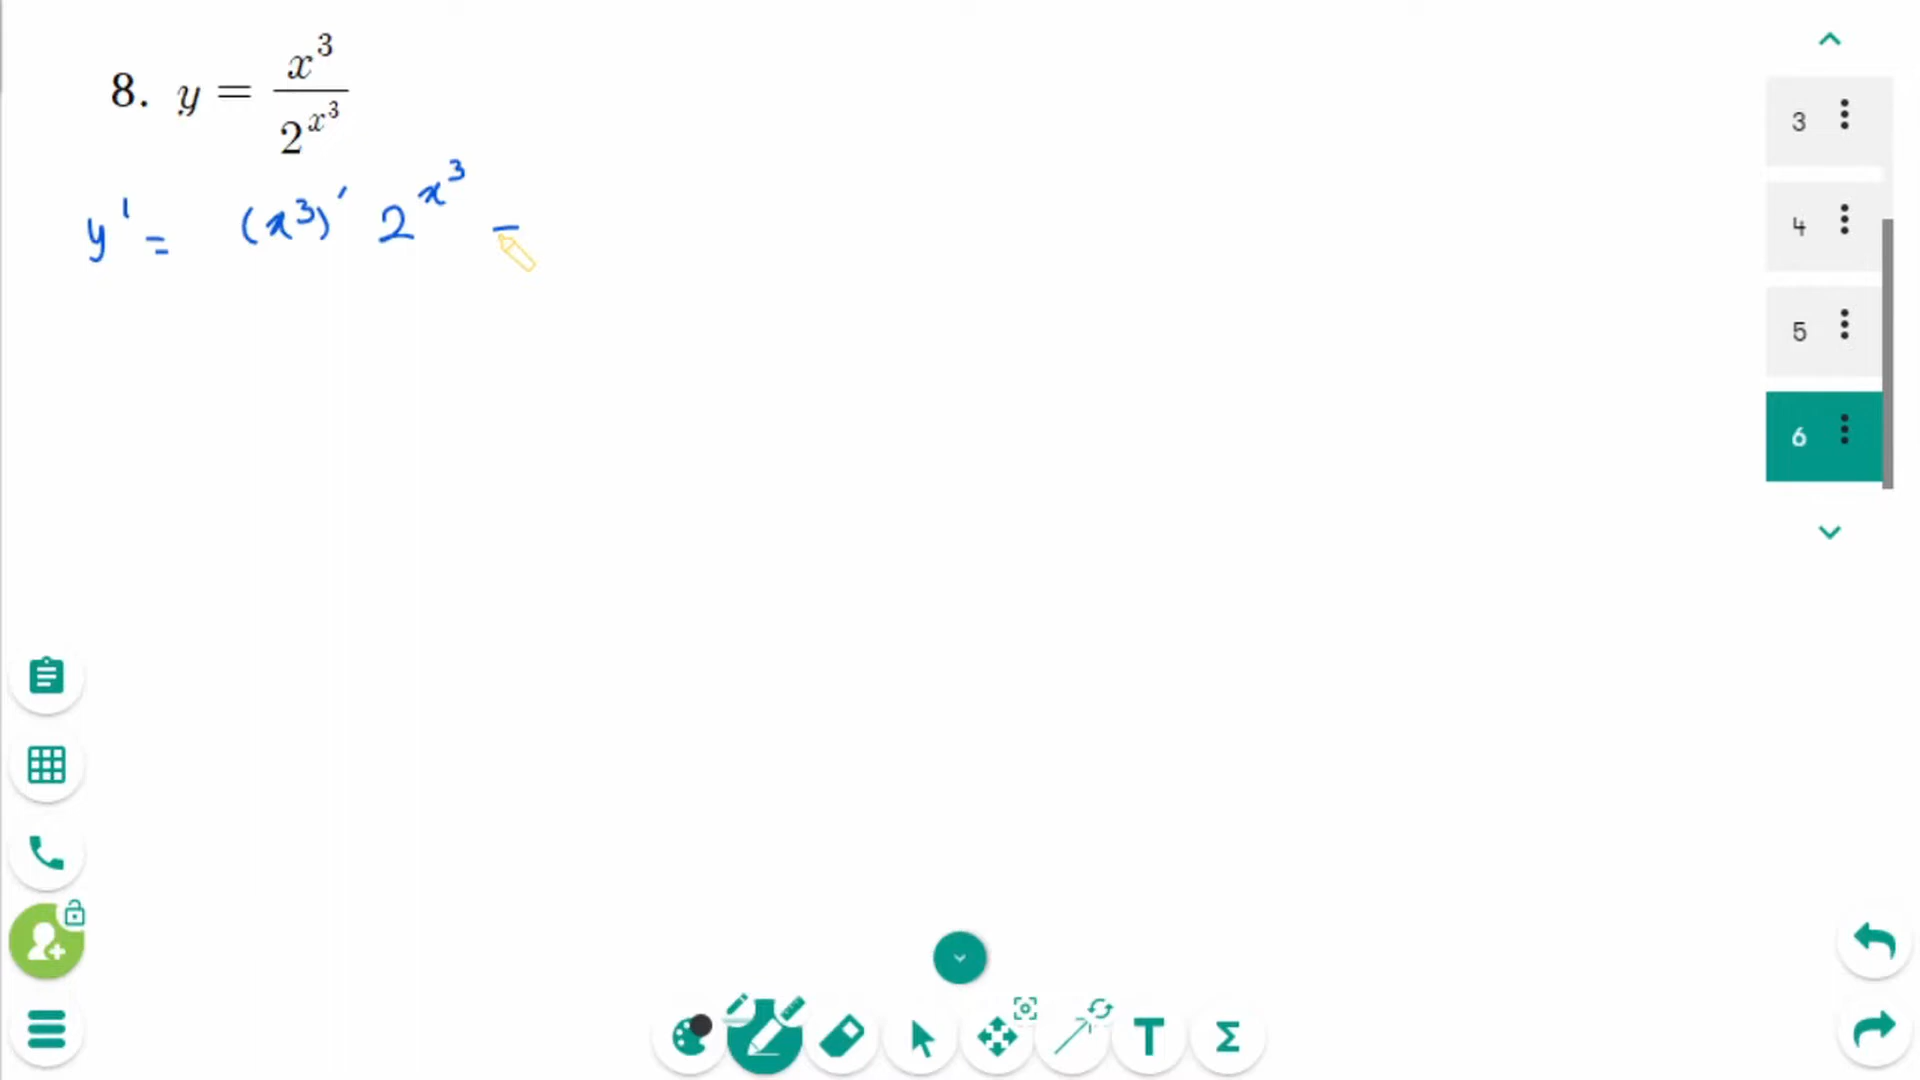 8. y = x^3 / 2^{x^3}
y' = (x^3)' 2^{x^3} −
3
4
5
6
T
Σ